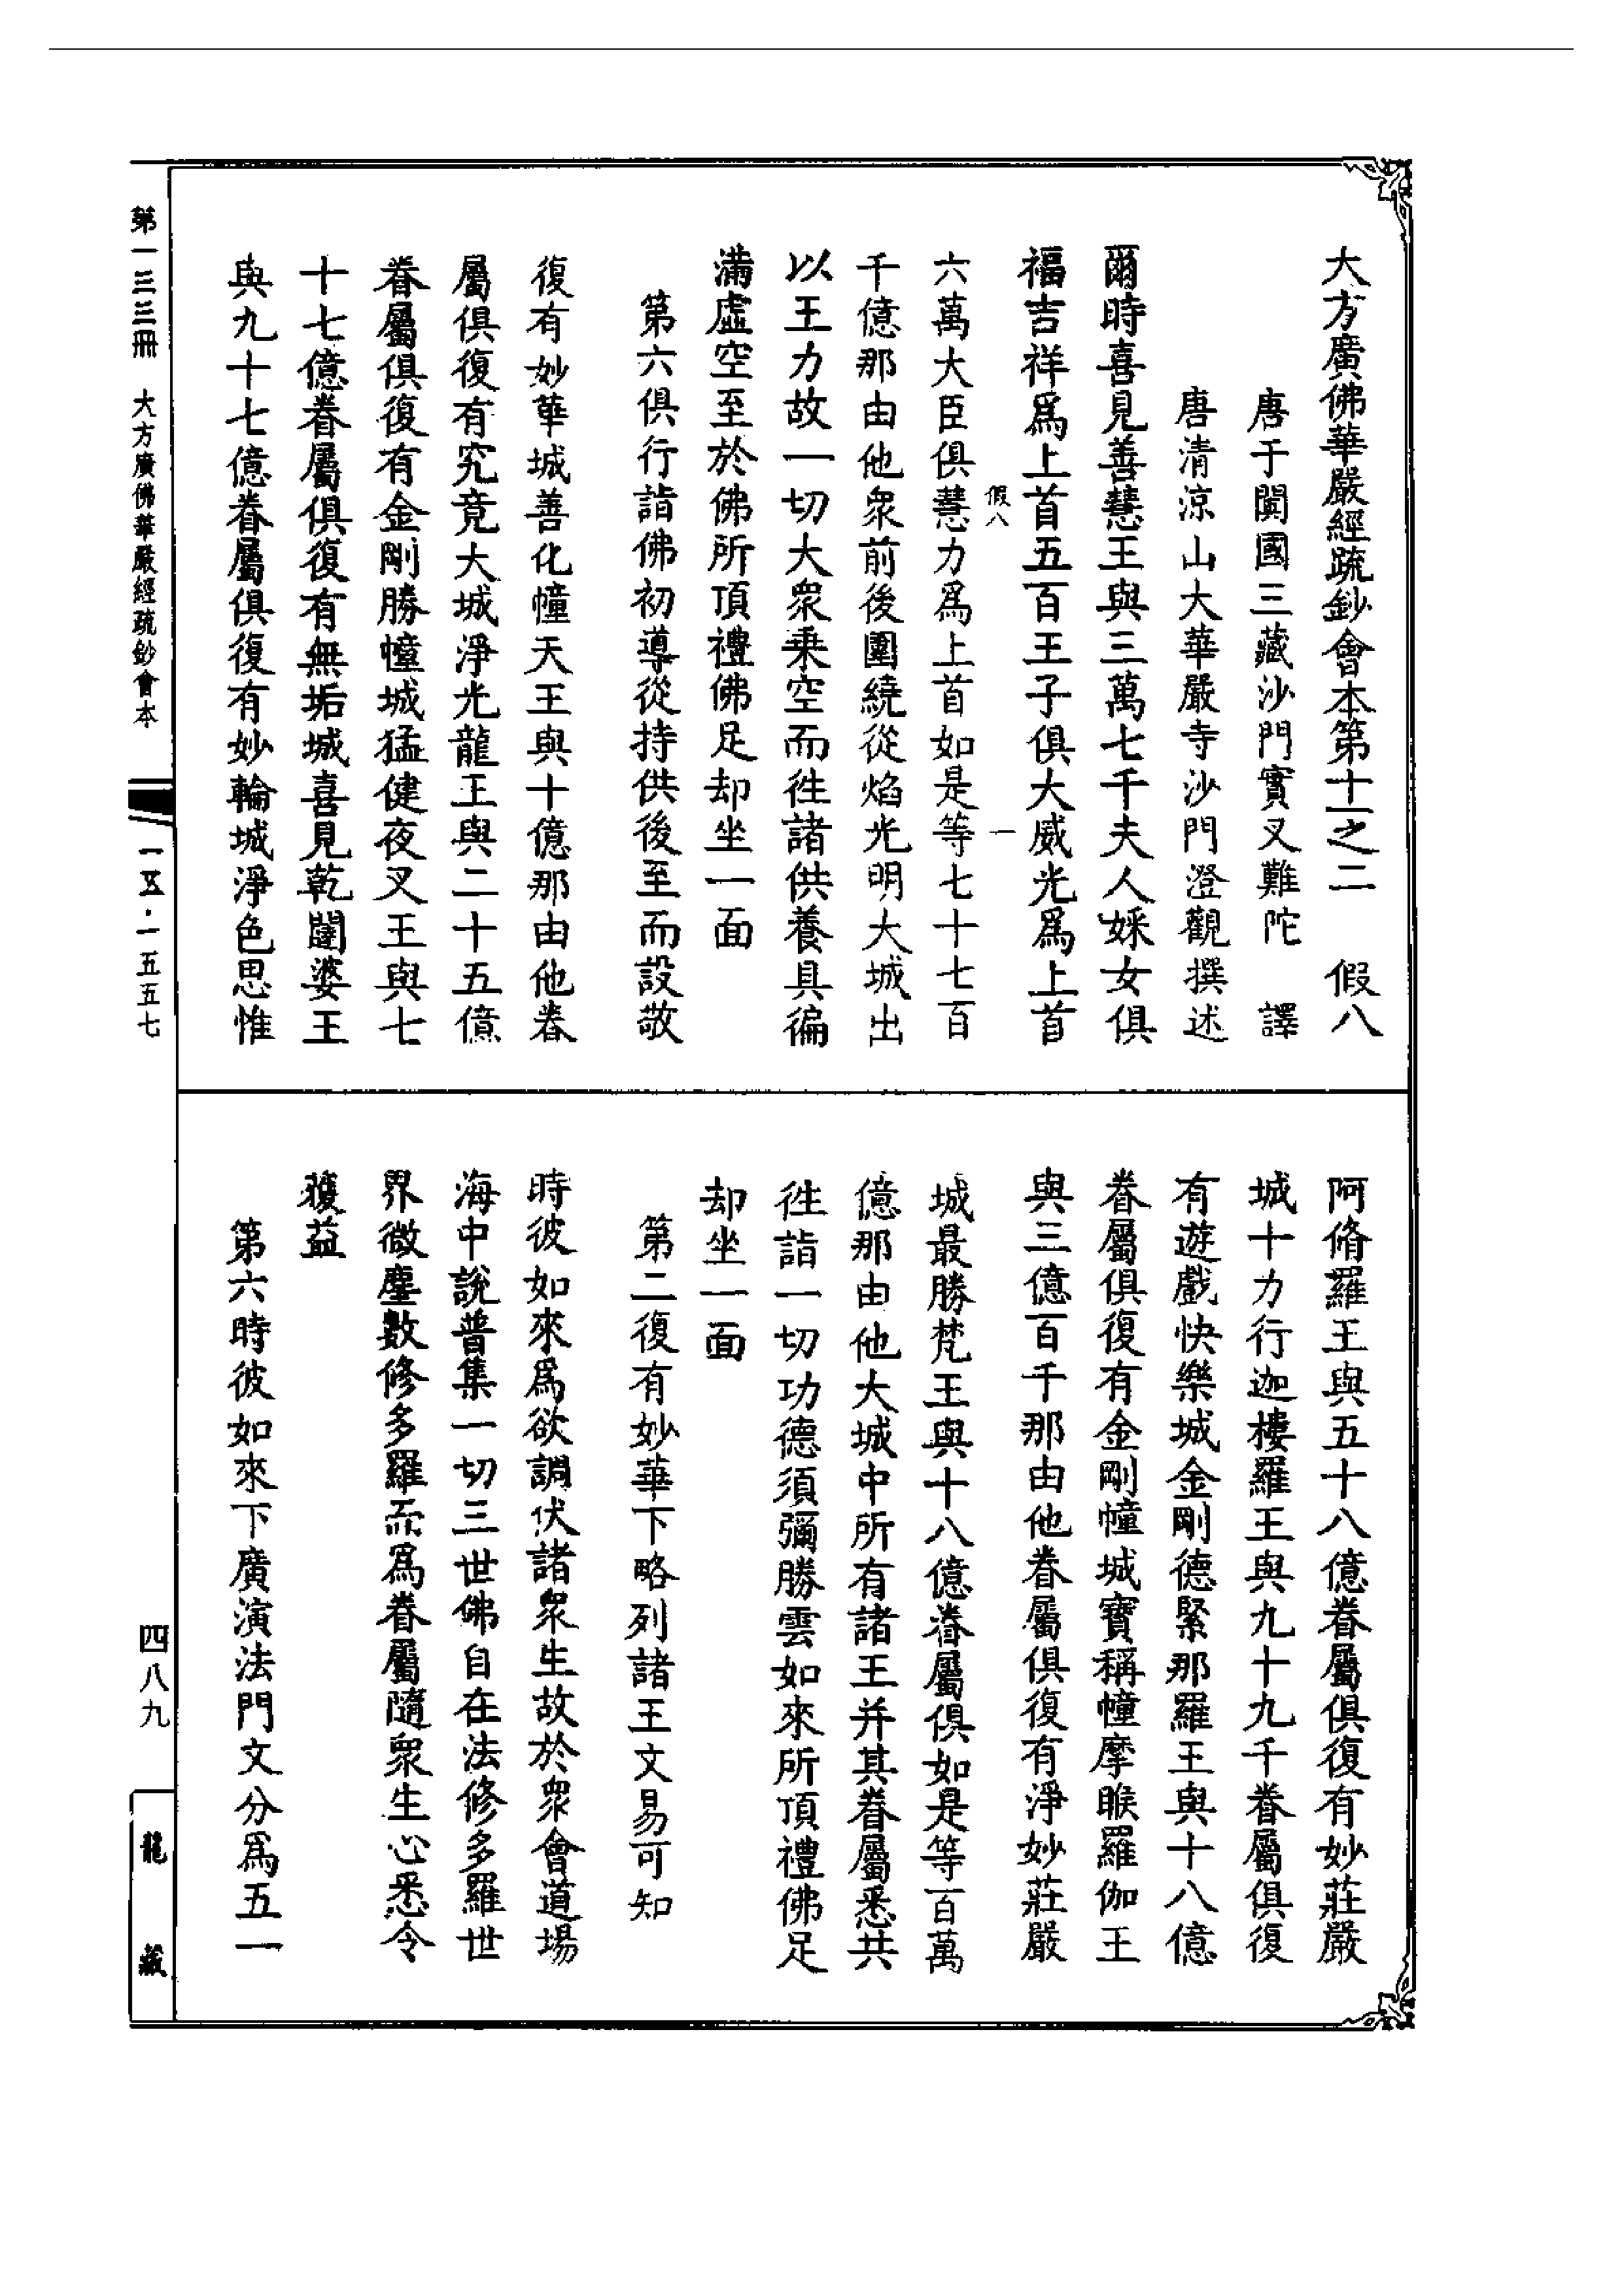 大方廣佛華嚴經疏鈔會本第十一之二　假八
唐于闐國三藏沙門實叉難陀　譯
唐清涼山大華嚴寺沙門澄觀撰述
爾時喜見善慧王與三萬七千夫人婇女俱
福吉祥爲上首五百王子俱大威光爲上首
假八　一
六萬大臣俱慧力爲上首如是等七十七百
千億那由他衆前後圍繞從焰光明大城出
以王力故一切大衆乘空而徃諸供養具徧
滿虛空至於佛所頂禮佛足却坐一面
第六俱行詣佛初導從持供後至而設敬
復有妙華城善化幢天王與十億那由他眷
屬俱復有究竟大城淨光龍王與二十五億
眷屬俱復有金剛勝幢城猛健夜叉王與七
十七億眷屬俱復有無垢城喜見乾闥婆王
與九十七億眷屬俱復有妙輪城淨色思惟
阿脩羅王與五十八億眷屬俱復有妙莊嚴
城十力行迦樓羅王與九十九千眷屬俱復
有遊戲快樂城金剛德緊那羅王與十八億
眷屬俱復有金剛幢城寶稱幢摩睺羅伽王
與三億百千那由他眷屬俱復有淨妙莊嚴
城最勝梵王與十八億眷屬俱如是等百萬
億那由他大城中所有諸王并其眷屬悉共
徃詣一切功德須彌勝雲如來所頂禮佛足
却坐一面
第二復有妙華下略列諸王文易可知
時彼如來爲欲調伏諸衆生故於衆會道場
海中說普集一切三世佛自在法修多羅世
界微塵數修多羅而爲眷屬隨衆生心悉令
獲益
第六時彼如來下廣演法門文分爲五一
第一三三冊　大方廣佛華嚴經疏鈔會本
一五五·一五五七
四八九
龍藏